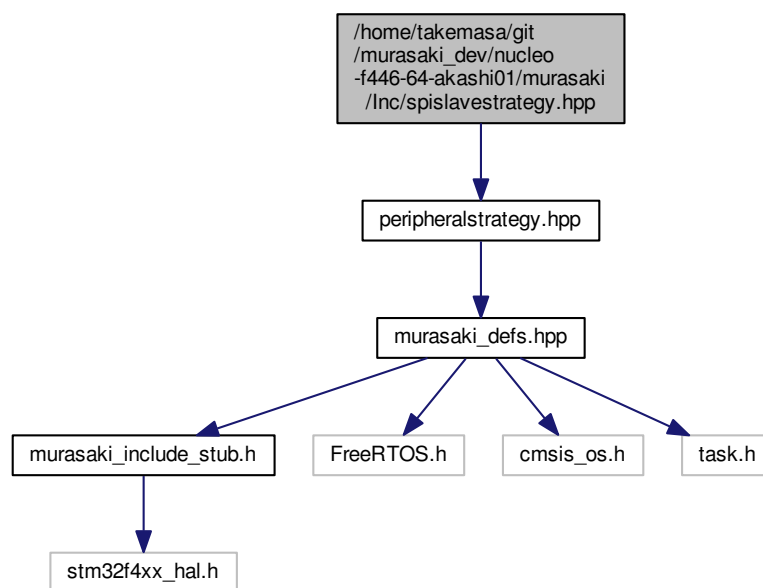 /home/takemasa/git
/murasaki_dev/nucleo
-f446-64-akashi01/murasaki
/Inc/spislavestrategy.hpp
peripheralstrategy.hpp
murasaki_defs.hpp
murasaki_include_stub.h
FreeRTOS.h
cmsis_os.h
task.h
stm32f4xx_hal.h